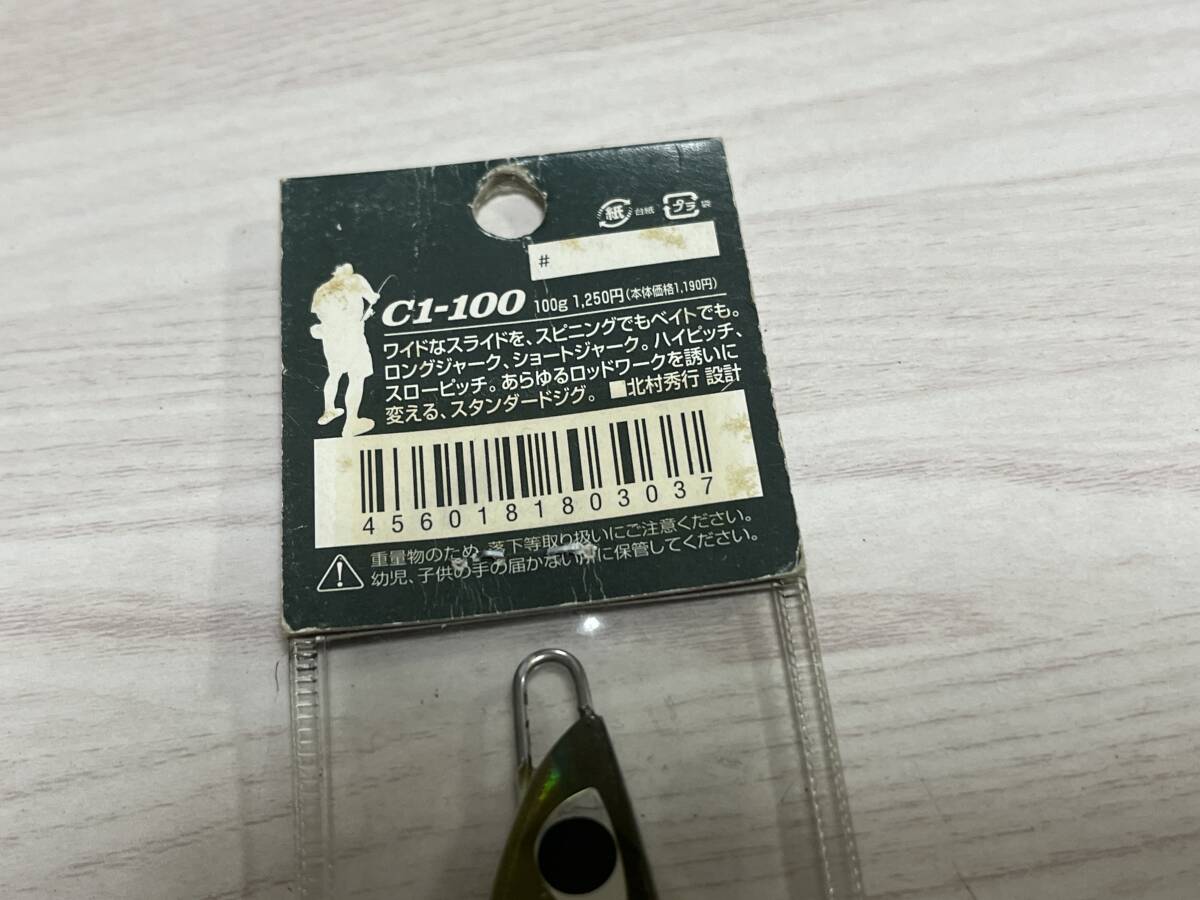 紙 台紙 プラ 袋
#
C1-100 100g 1,250円(本体価格1,190円)
ワイドなスライドを、スピニングでもベイトでも。
ロングジャーク、ショートジャーク。ハイピッチ、
スローピッチ。あらゆるロッドワークを誘いに
変える、スタンダードジグ。 ■北村秀行 設計
4560181803037
重量物のため、落下等取り扱いにご注意ください。
幼児、子供の手の届かない所に保管してください。